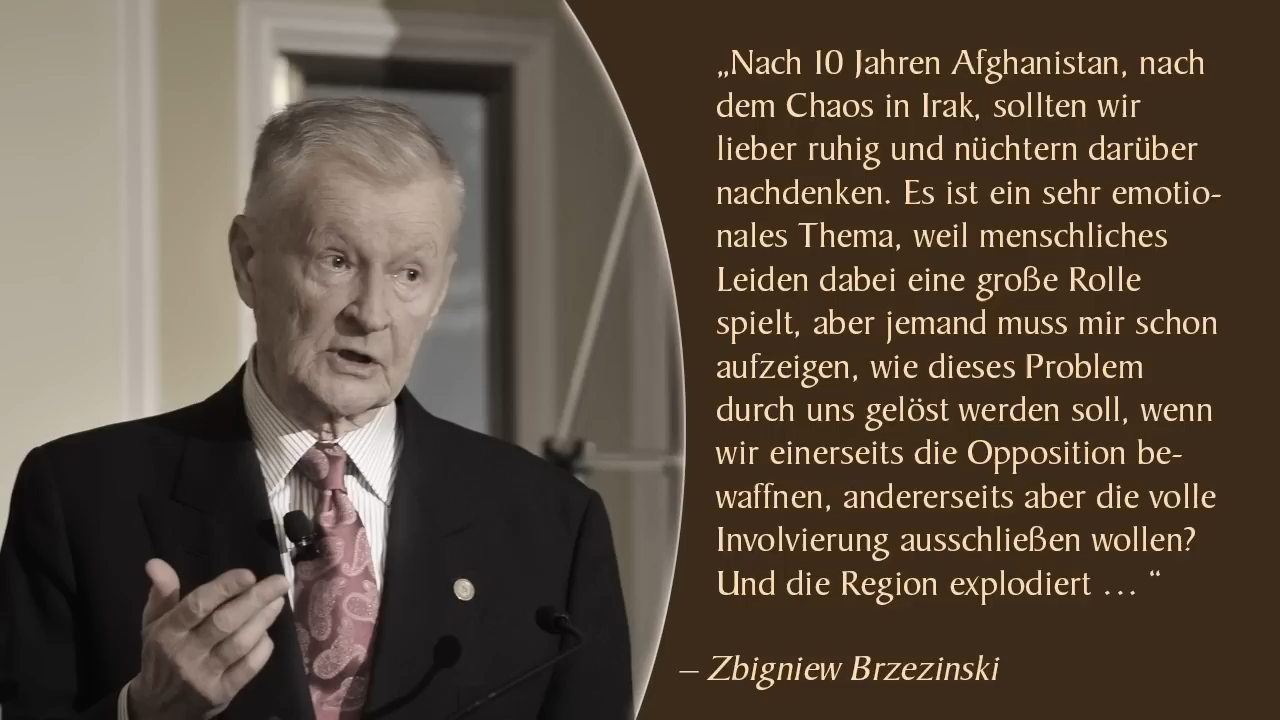 „Nach 10 Jahren Afghanistan, nach
dem Chaos in Irak, sollten wir
lieber ruhig und nüchtern darüber
nachdenken. Es ist ein sehr emotio-
nales Thema, weil menschliches
Leiden dabei eine große Rolle
spielt, aber jemand muss mir schon
aufzeigen, wie dieses Problem
durch uns gelöst werden soll, wenn
wir einerseits die Opposition be-
waffnen, andererseits aber die volle
Involvierung ausschließen wollen?
Und die Region explodiert … “
– Zbigniew Brzezinski